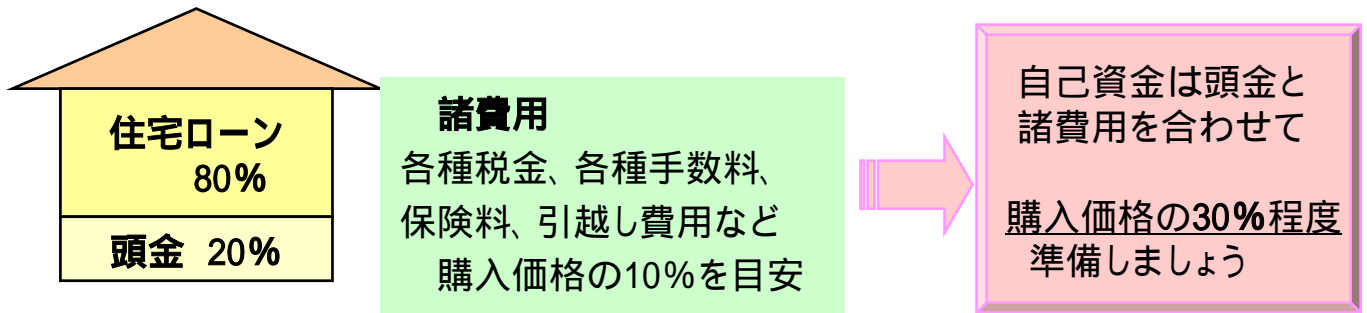 住宅ローン
80%
頭金 20%
諸費用
各種税金、各種手数料、
保険料、引越し費用など
購入価格の10%を目安
自己資金は頭金と
諸費用を合わせて
購入価格の30%程度
準備しましょう